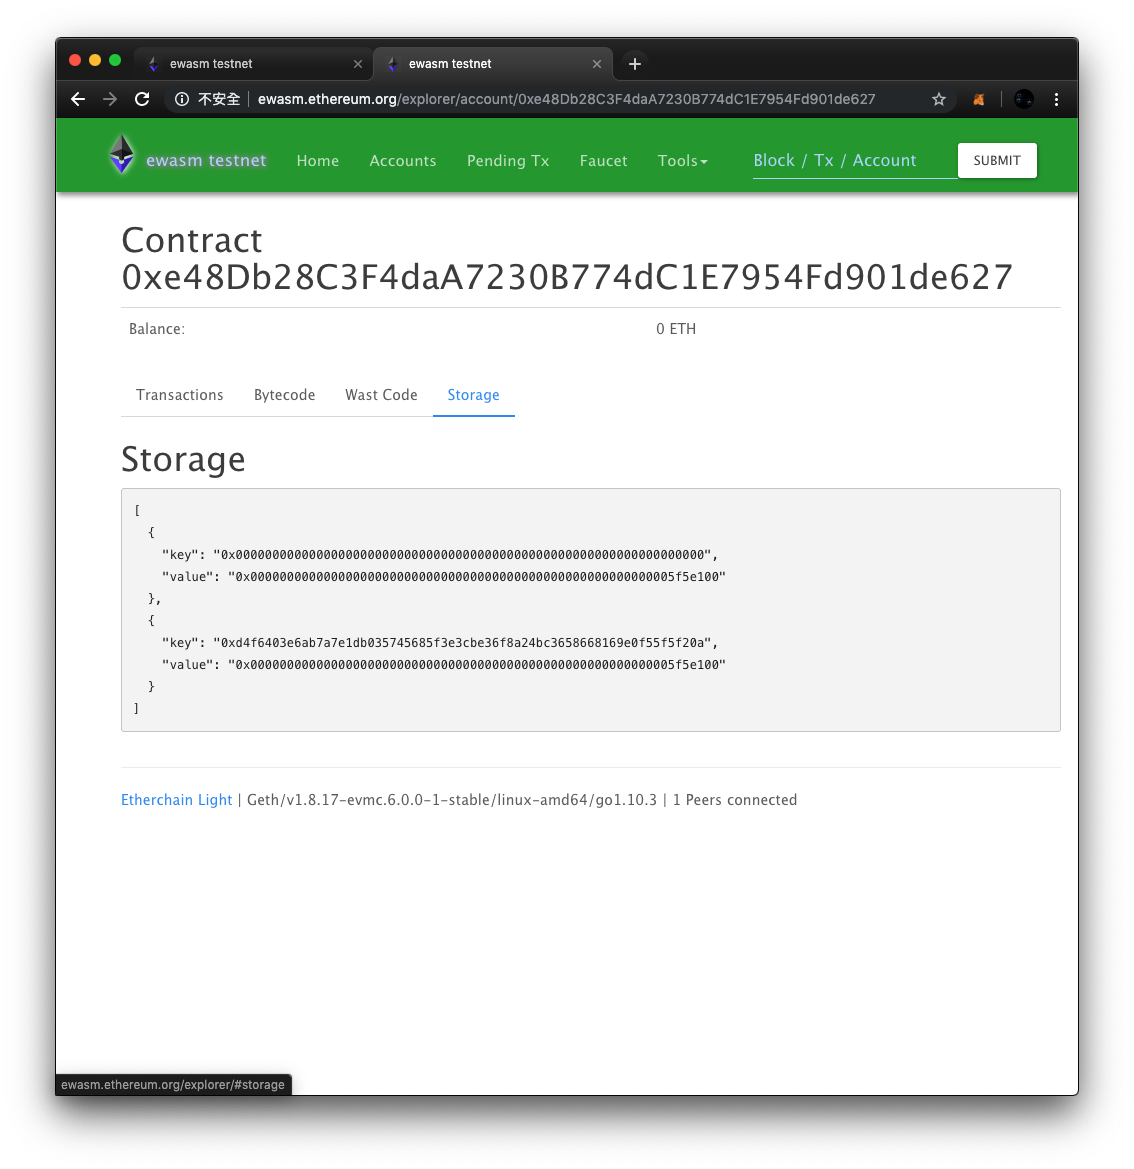 ewasm testnet
ewasm testnet
不安全
ewasm.ethereum.org/explorer/account/0xe48Db28C3F4daA7230B774dC1E7954Fd901de627
ewasm testnet Home Accounts Pending Tx Faucet Tools Block / Tx / Account SUBMIT
Contract
0xe48Db28C3F4daA7230B774dC1E7954Fd901de627
Balance: 0 ETH
Transactions Bytecode Wast Code Storage
Storage
[
{
"key": "0x0000000000000000000000000000000000000000000000000000000000000000",
"value": "0x0000000000000000000000000000000000000000000000000000000005f5e100"
},
{
"key": "0xd4f6403e6ab7a7e1db035745685f3e3cbe36f8a24bc3658668169e0f55f5f20a",
"value": "0x0000000000000000000000000000000000000000000000000000000005f5e100"
}
]
Etherchain Light | Geth/v1.8.17-evmc.6.0.0-1-stable/linux-amd64/go1.10.3 | 1 Peers connected
ewasm.ethereum.org/explorer/#storage